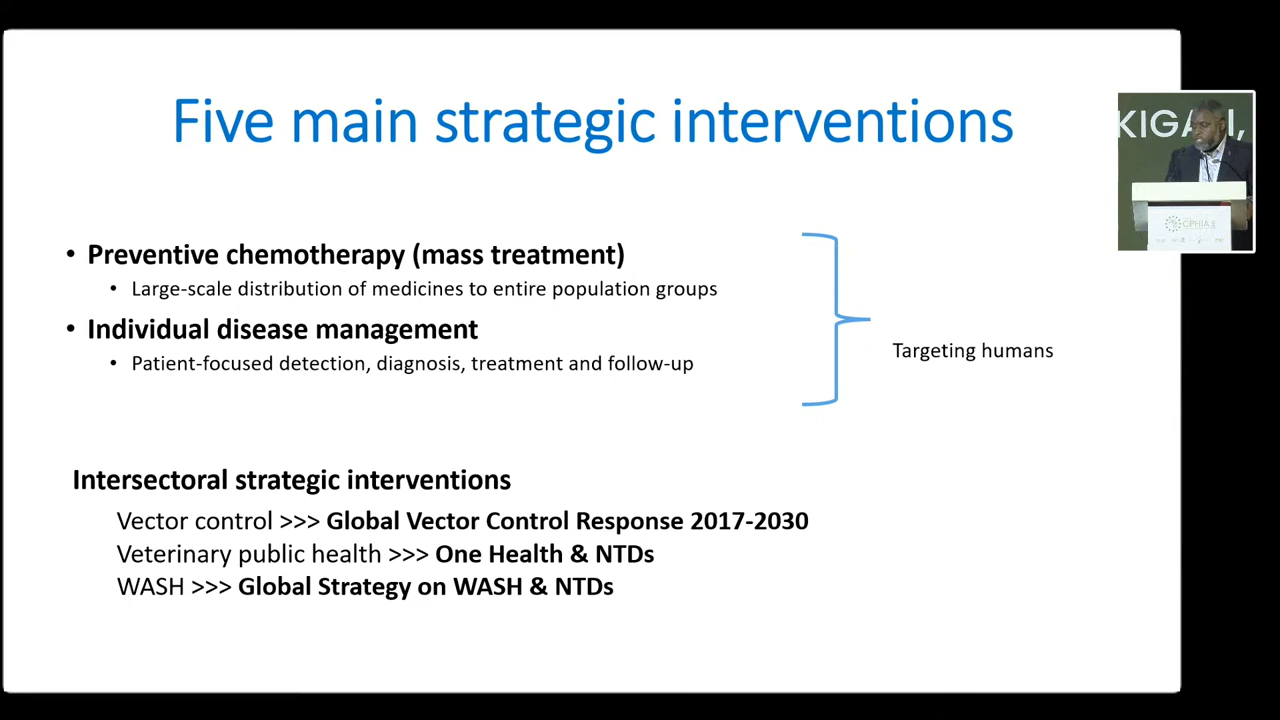 Five main strategic interventions
• Preventive chemotherapy (mass treatment)
• Large-scale distribution of medicines to entire population groups
• Individual disease management
• Patient-focused detection, diagnosis, treatment and follow-up
Targeting humans
Intersectoral strategic interventions
Vector control >>> Global Vector Control Response 2017-2030
Veterinary public health >>> One Health & NTDs
WASH >>> Global Strategy on WASH & NTDs
CPHIA